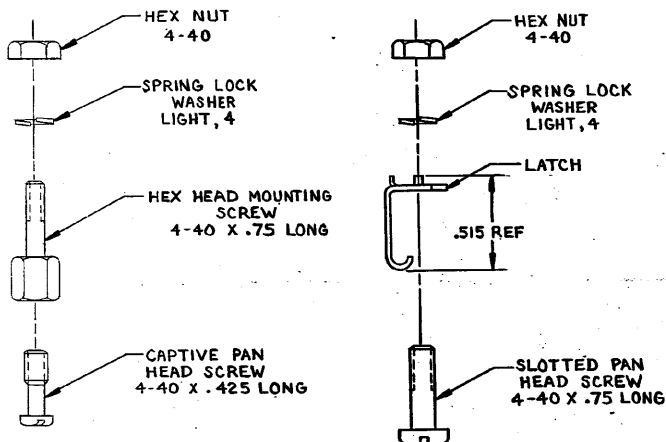 HEX NUT
4-40
SPRING LOCK
WASHER
LIGHT, 4
HEX HEAD MOUNTING
SCREW
4-40 X .75 LONG
CAPTIVE PAN
HEAD SCREW
4-40 X .425 LONG
HEX NUT
4-40
SPRING LOCK
WASHER
LIGHT, 4
LATCH
.515 REF
SLOTTED PAN
HEAD SCREW
4-40 X .75 LONG